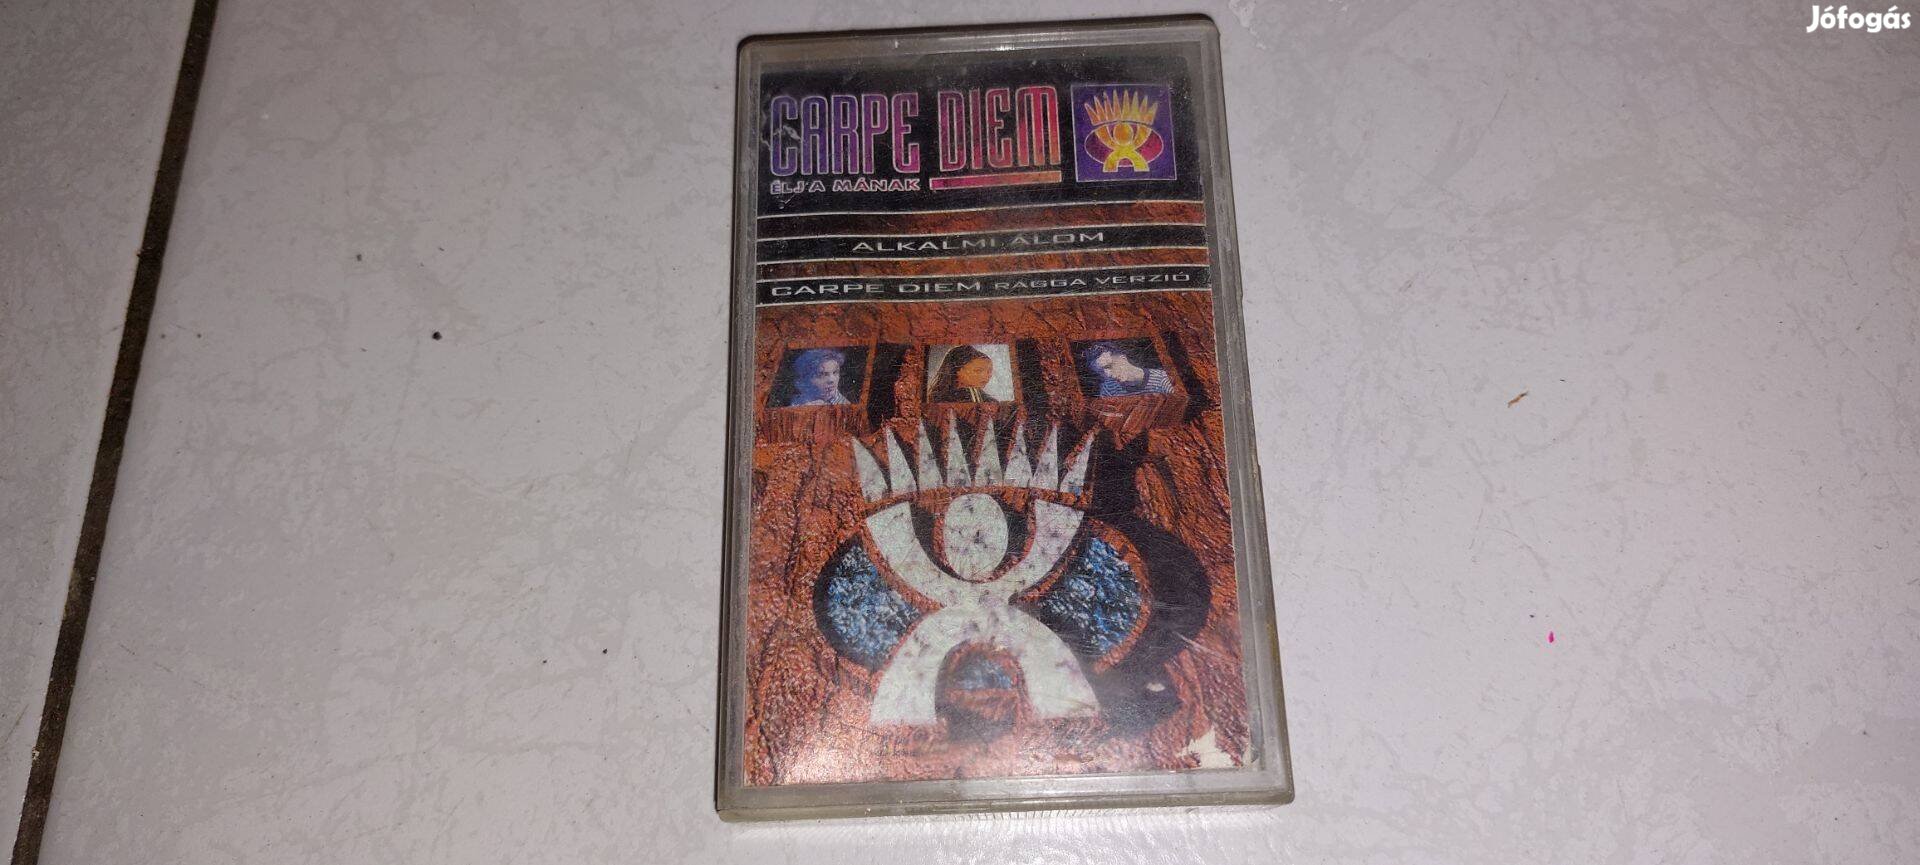 Jófogás
CARPE DIEM
ÉLJ A MÁNAK
ALKALMI ÁLOM
CARPE DIEM RAGGA VERZIÓ